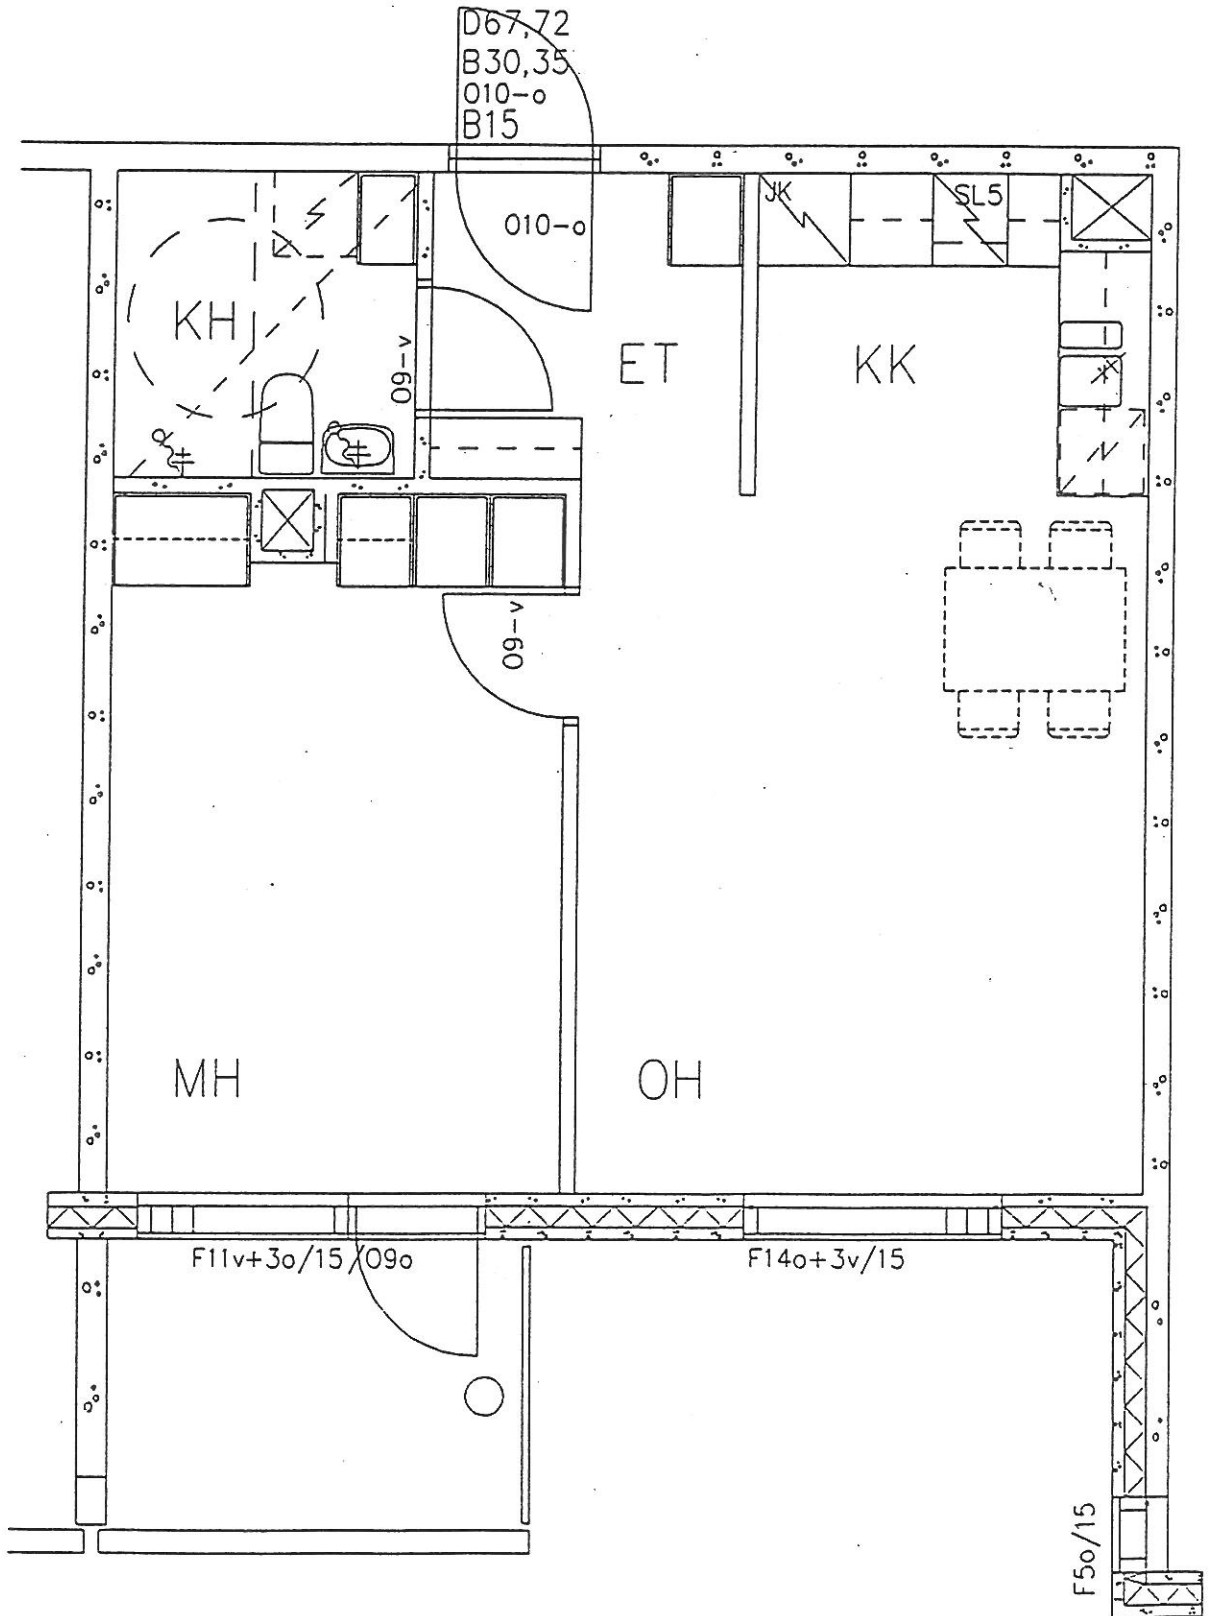 D67,72
B30,35
010-o
B15
010-o
JK
SL5
KH
09-v
ET
KK
09-v
MH
OH
F11v+3o/15/09o
F14o+3v/15
F5o/15